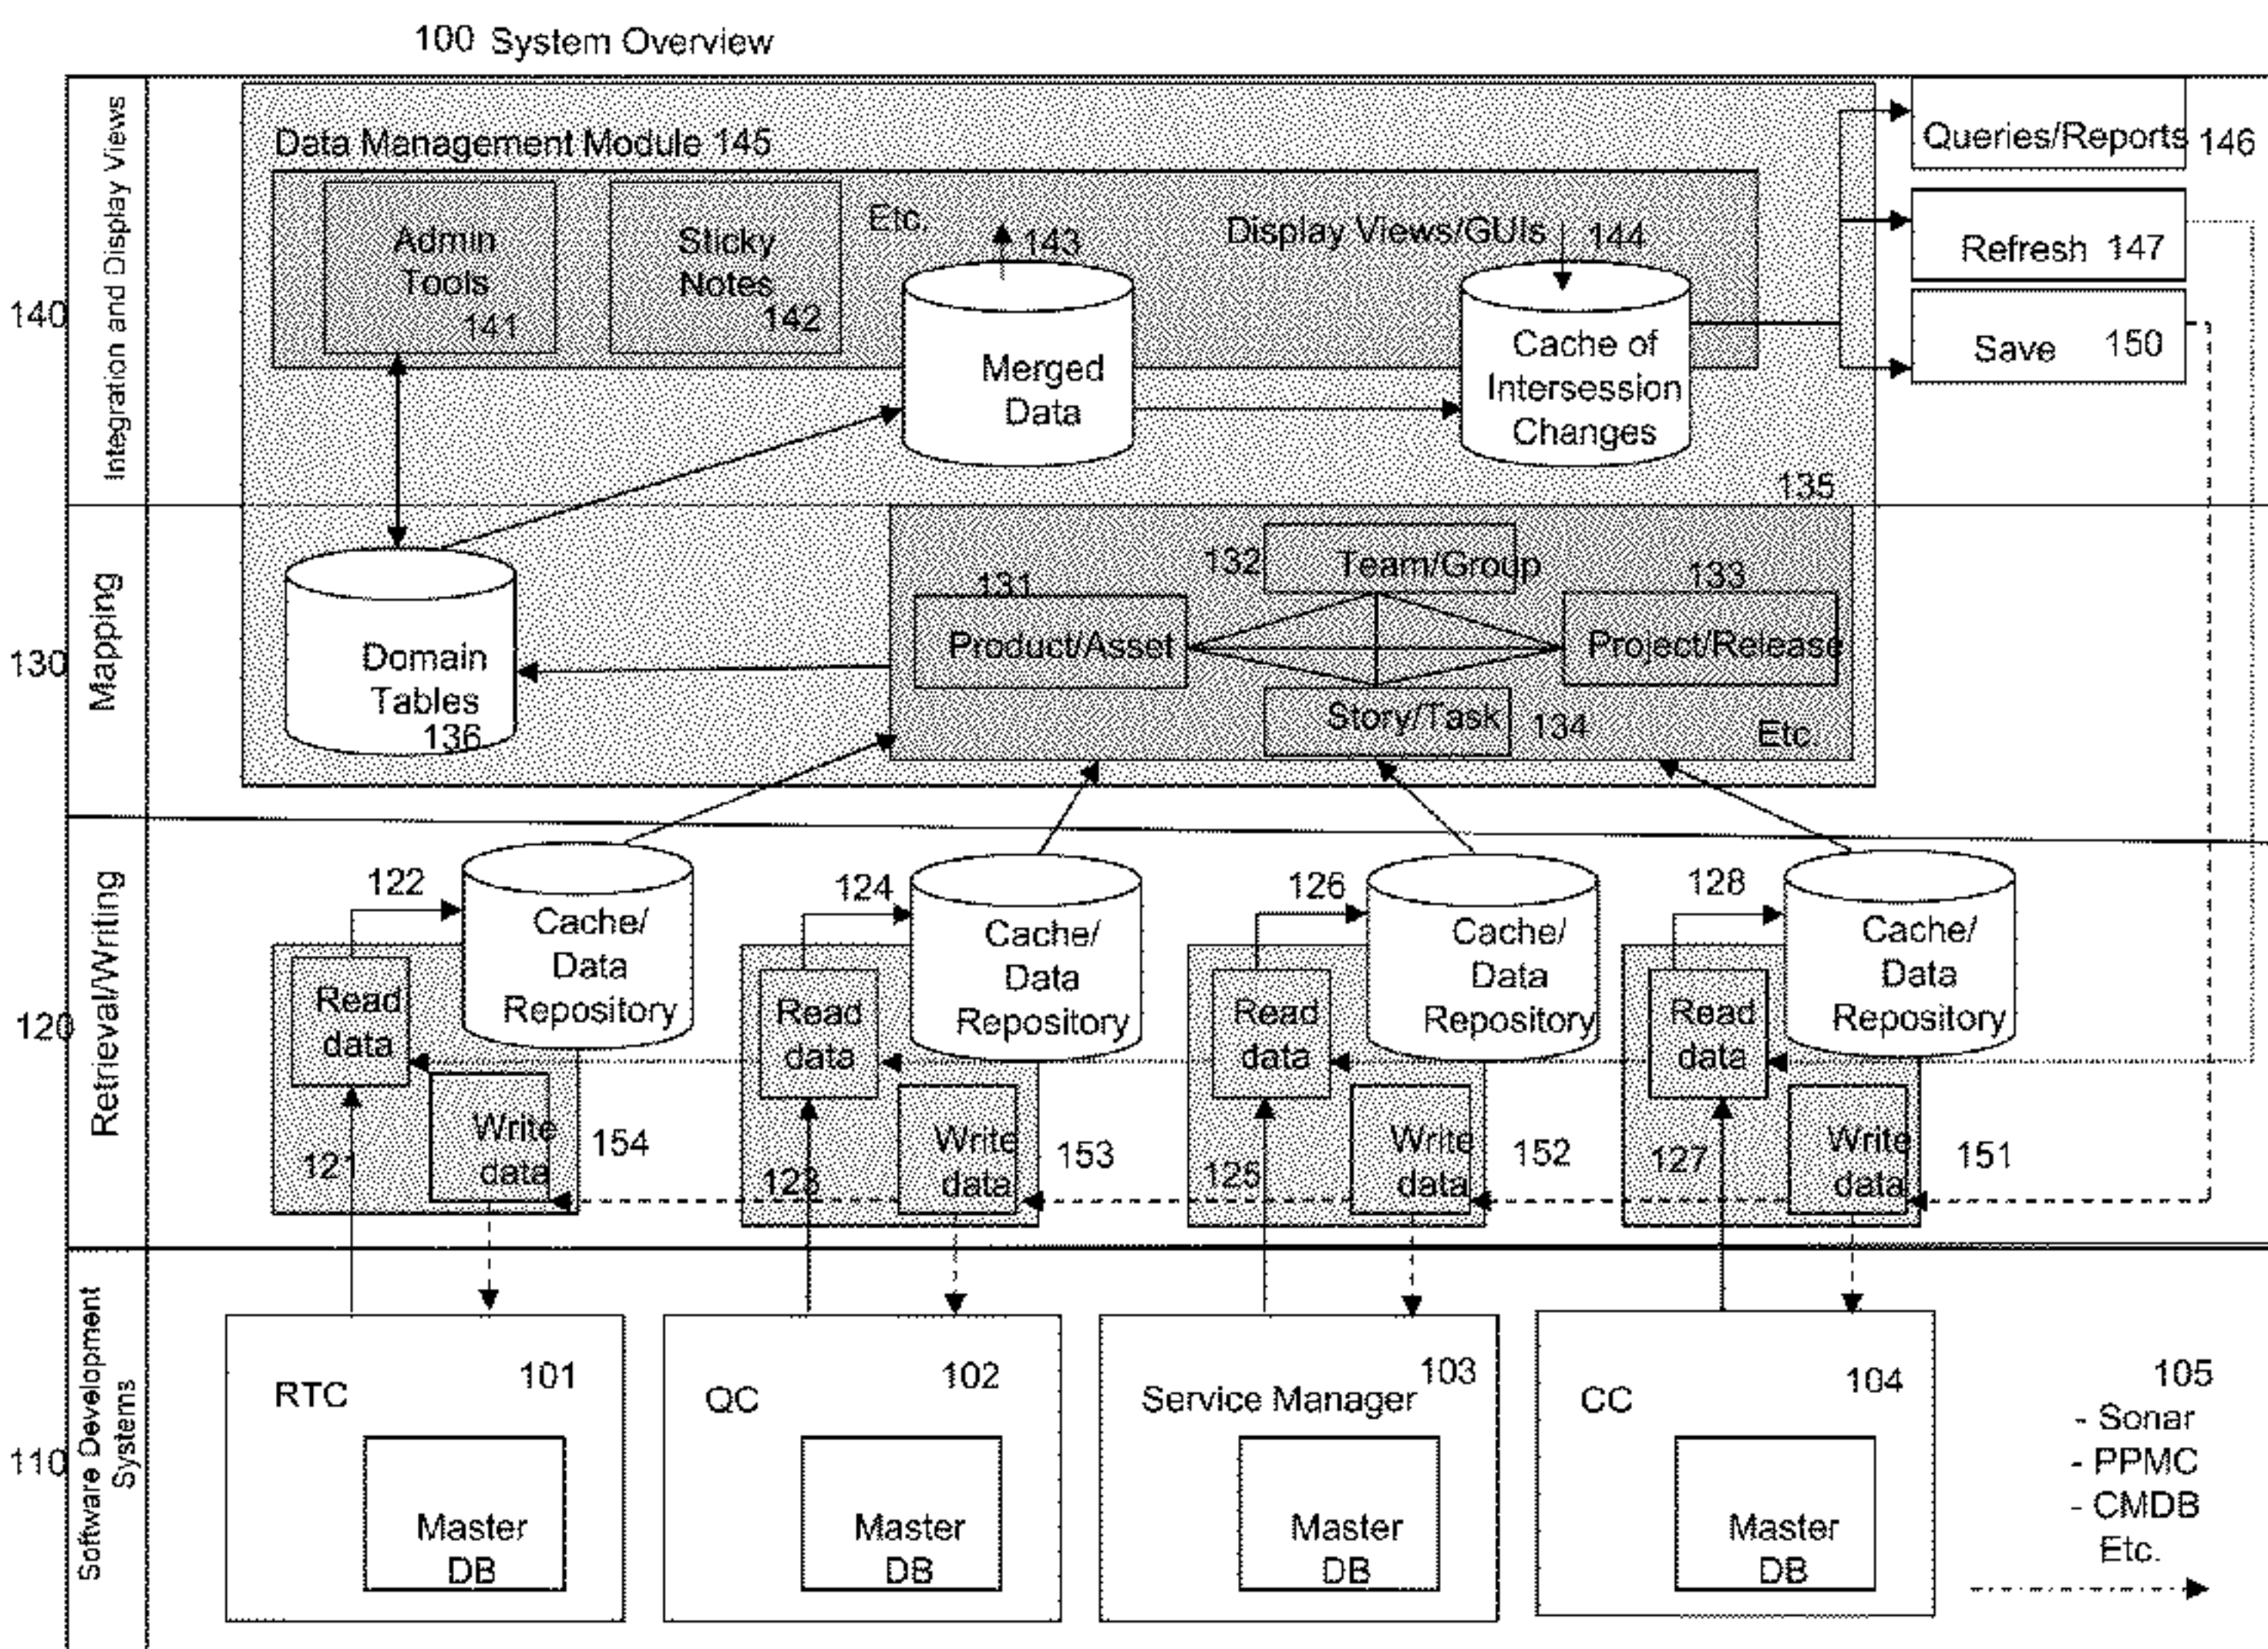 100 System Overview
140
Integration and Display Views
Data Management Module 145
Admin
Tools
141
Sticky
Notes
142
Etc.
143
Display Views/GUIs
144
Merged
Data
Cache of
Intersession
Changes
Queries/Reports 146
Refresh 147
Save 150
135
130
Mapping
Domain
Tables
136
131
Product/Asset
132
Team/Group
133
Project/Release
Story/Task
134
Etc.
120
Retrieval/Writing
122
Cache/
Data
Repository
Read
data
Write
data
121
154
124
Cache/
Data
Repository
Read
data
Write
data
123
153
126
Cache/
Data
Repository
Read
data
Write
data
125
152
128
Cache/
Data
Repository
Read
data
Write
data
127
151
110
Software Development
Systems
RTC
101
Master
DB
QC
102
Master
DB
Service Manager
103
Master
DB
CC
104
Master
DB
105
- Sonar
- PPMC
- CMDB
Etc.